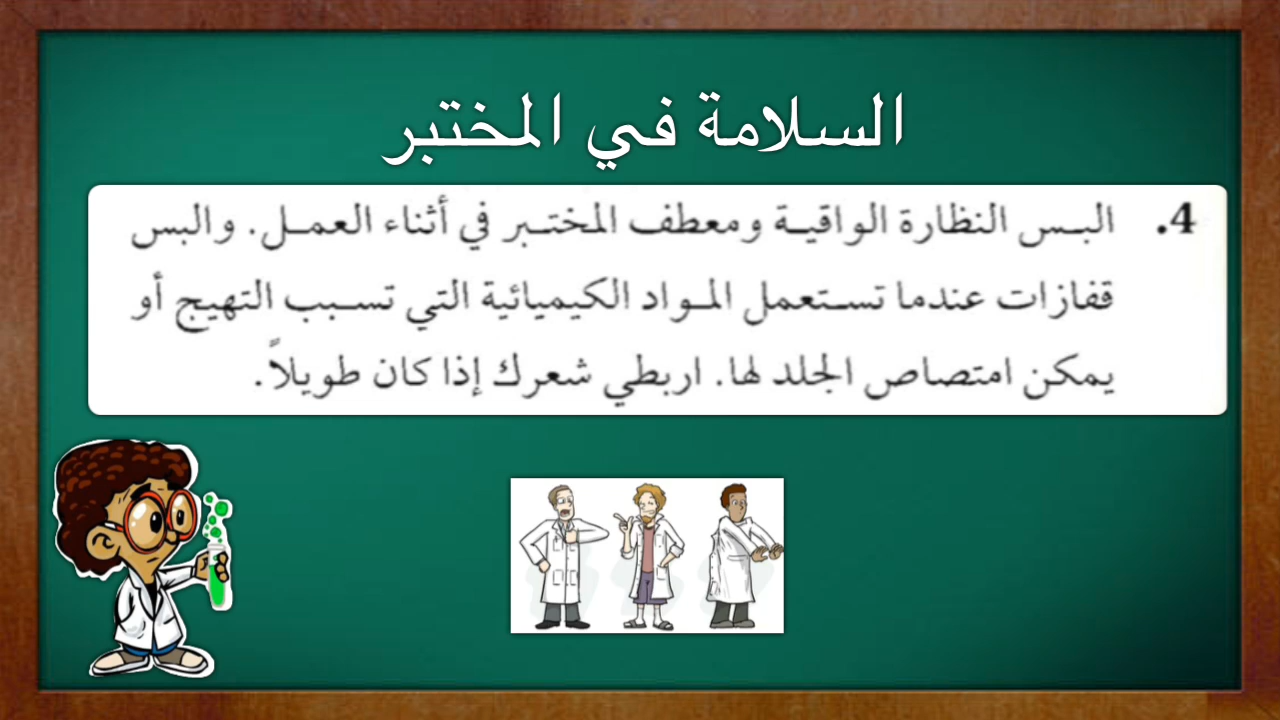 السلامة في المختبر
4. البس النظارة الواقية ومعطف المختبر في أثناء العمل. والبس
قفازات عندما تستعمل المواد الكيميائية التي تسبب التهيج أو
يمكن امتصاص الجلد لها. اربطي شعرك إذا كان طويلاً.